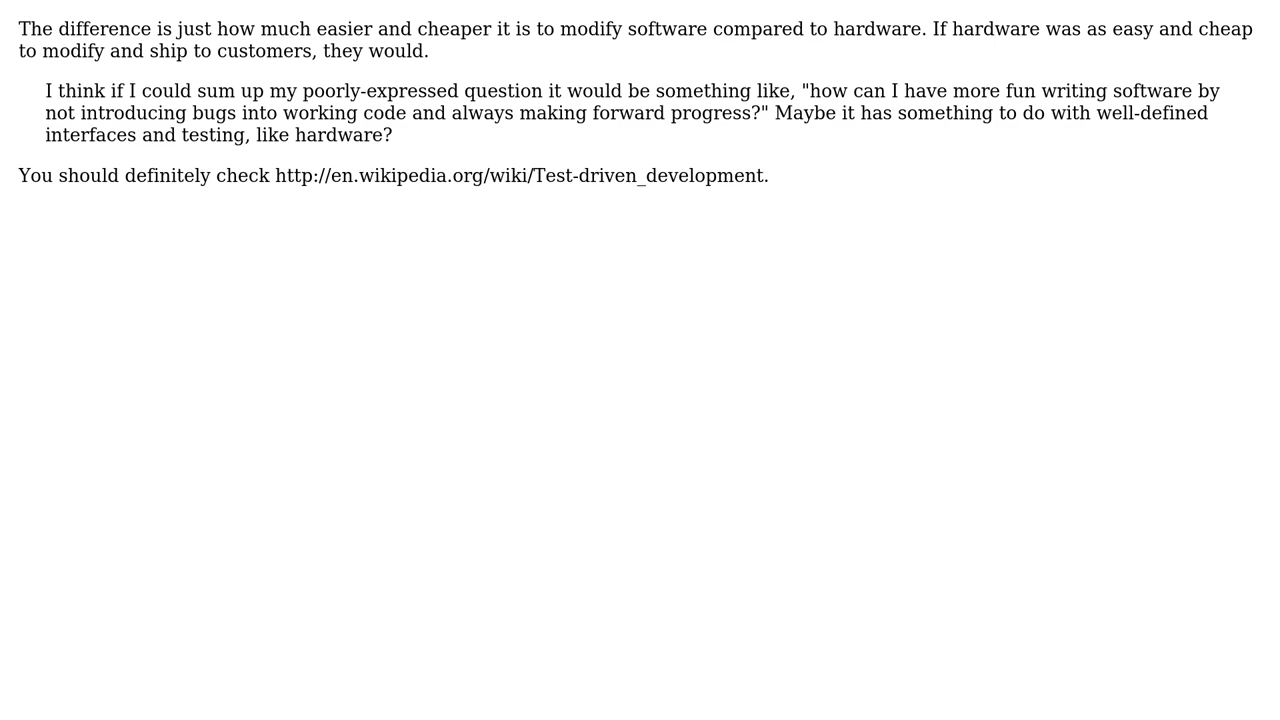 The difference is just how much easier and cheaper it is to modify software compared to hardware. If hardware was as easy and cheap
to modify and ship to customers, they would.
I think if I could sum up my poorly-expressed question it would be something like, "how can I have more fun writing software by
not introducing bugs into working code and always making forward progress?" Maybe it has something to do with well-defined
interfaces and testing, like hardware?
You should definitely check http://en.wikipedia.org/wiki/Test-driven_development.